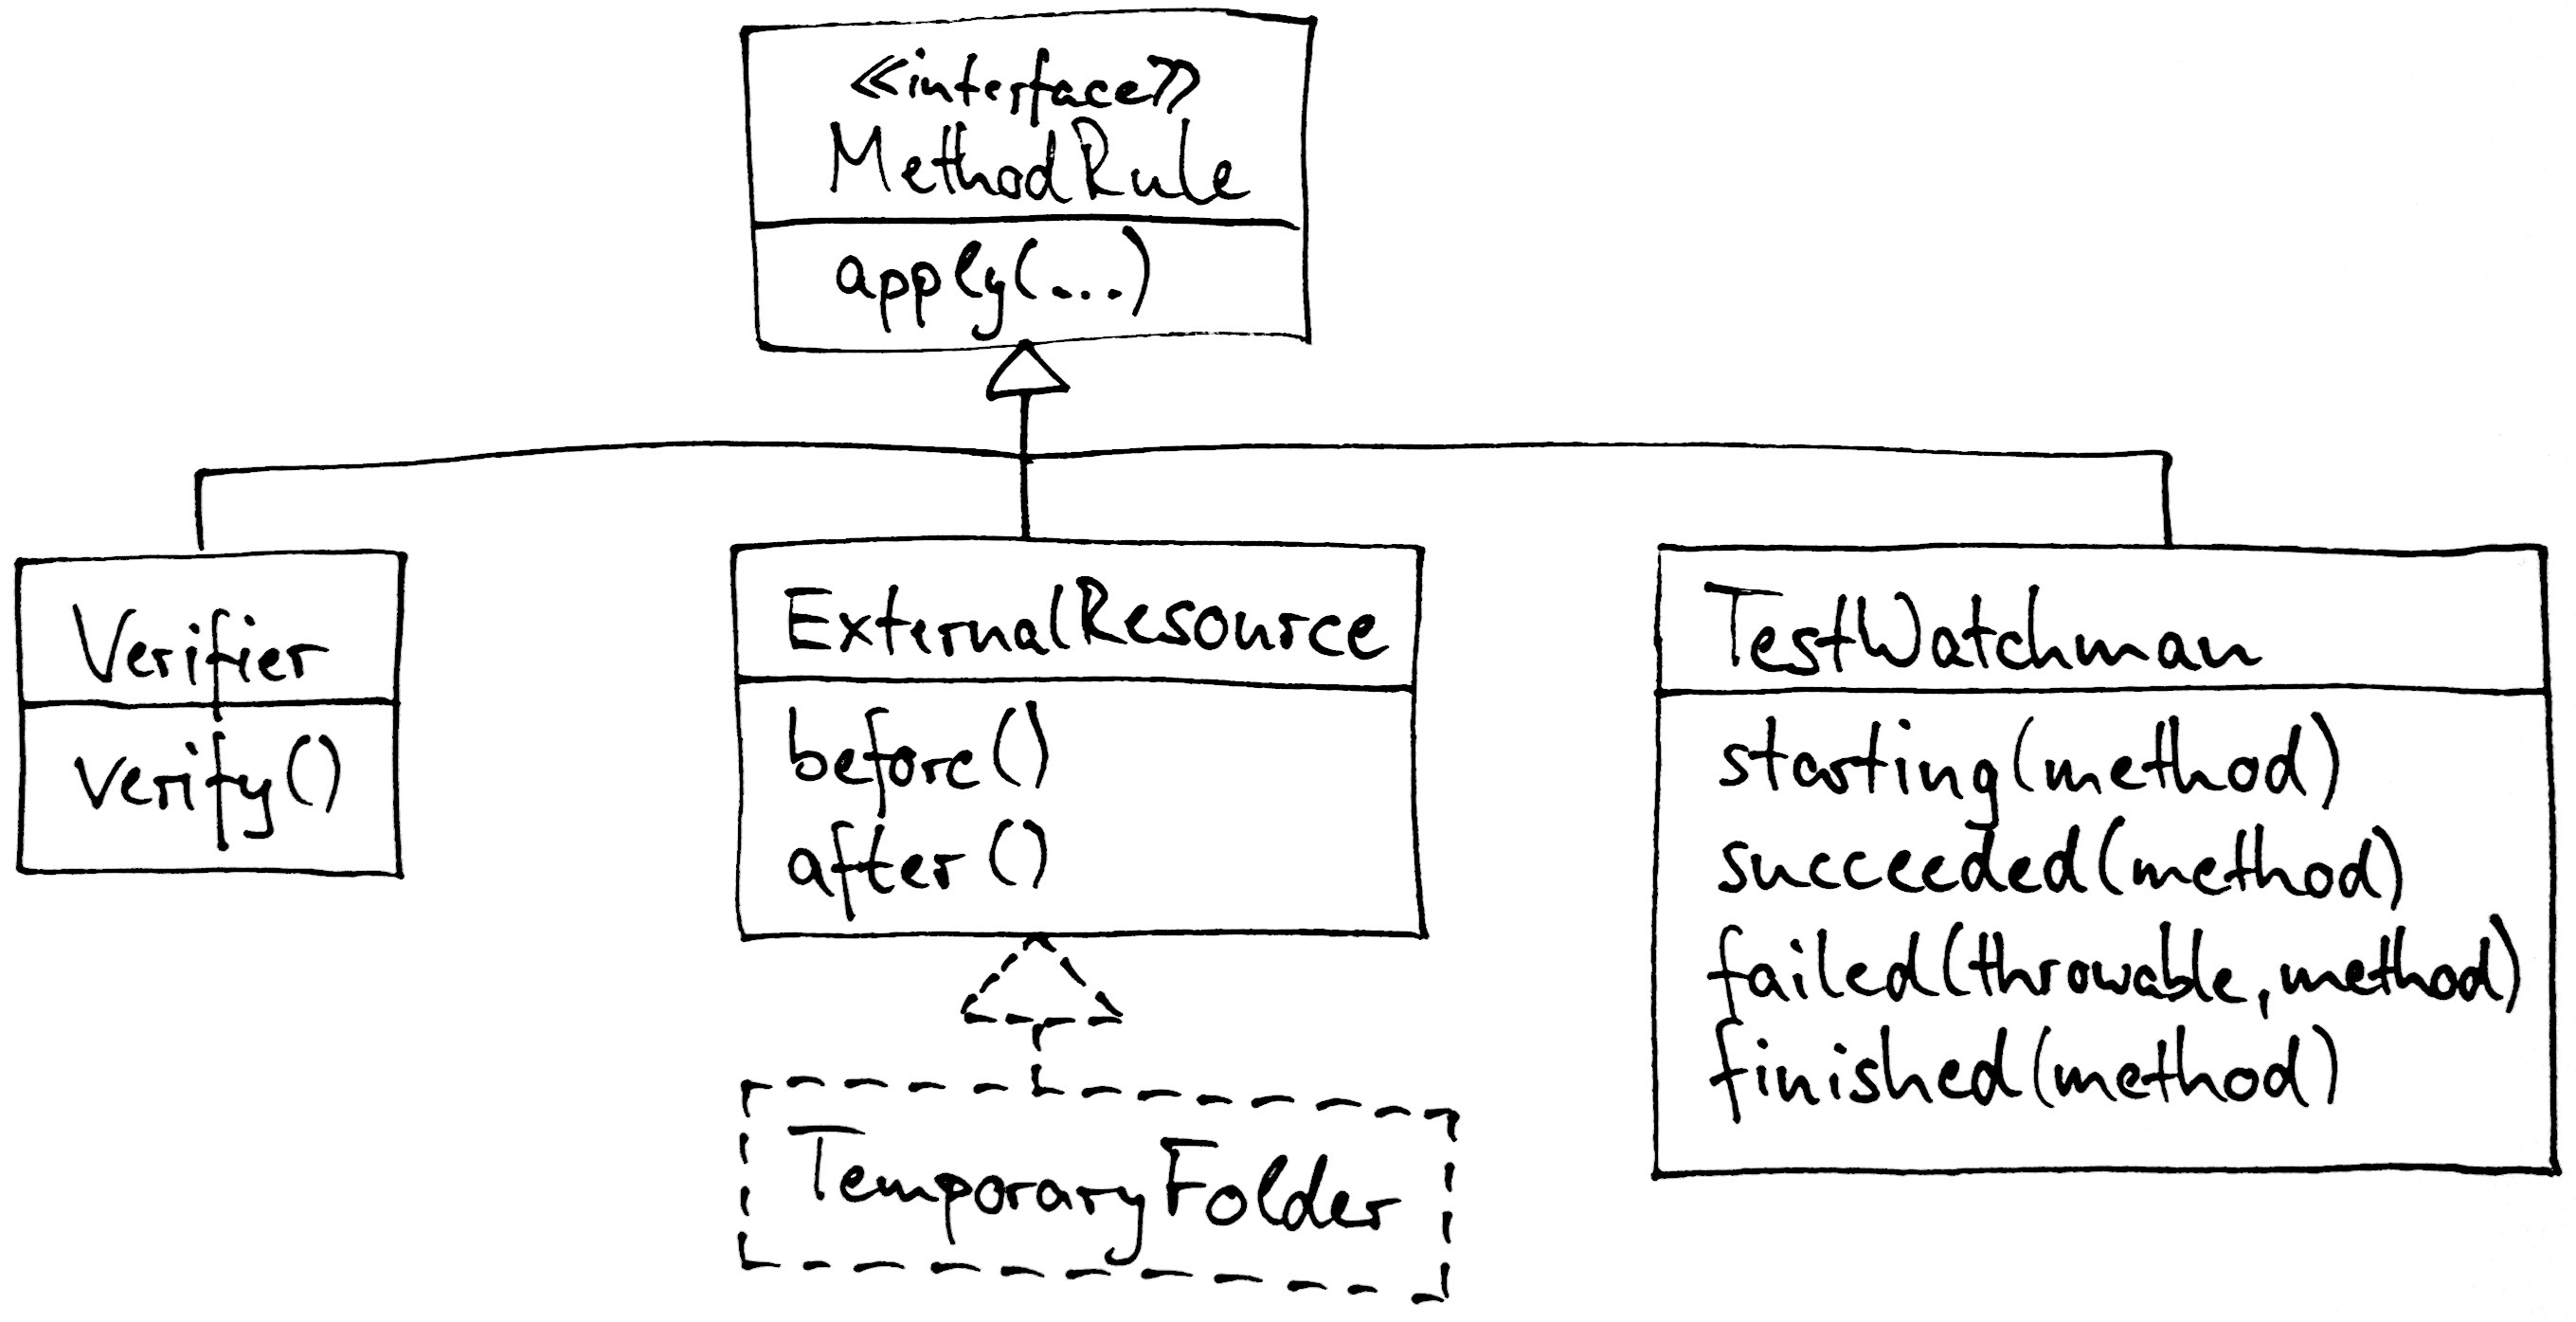 ≪interface≫
MethodRule
apply(...)
Verifier
verify()
ExternalResource
before()
after()
TestWatchman
starting(method)
succeeded(method)
failed(throwable, method)
finished(method)
TemporaryFolder